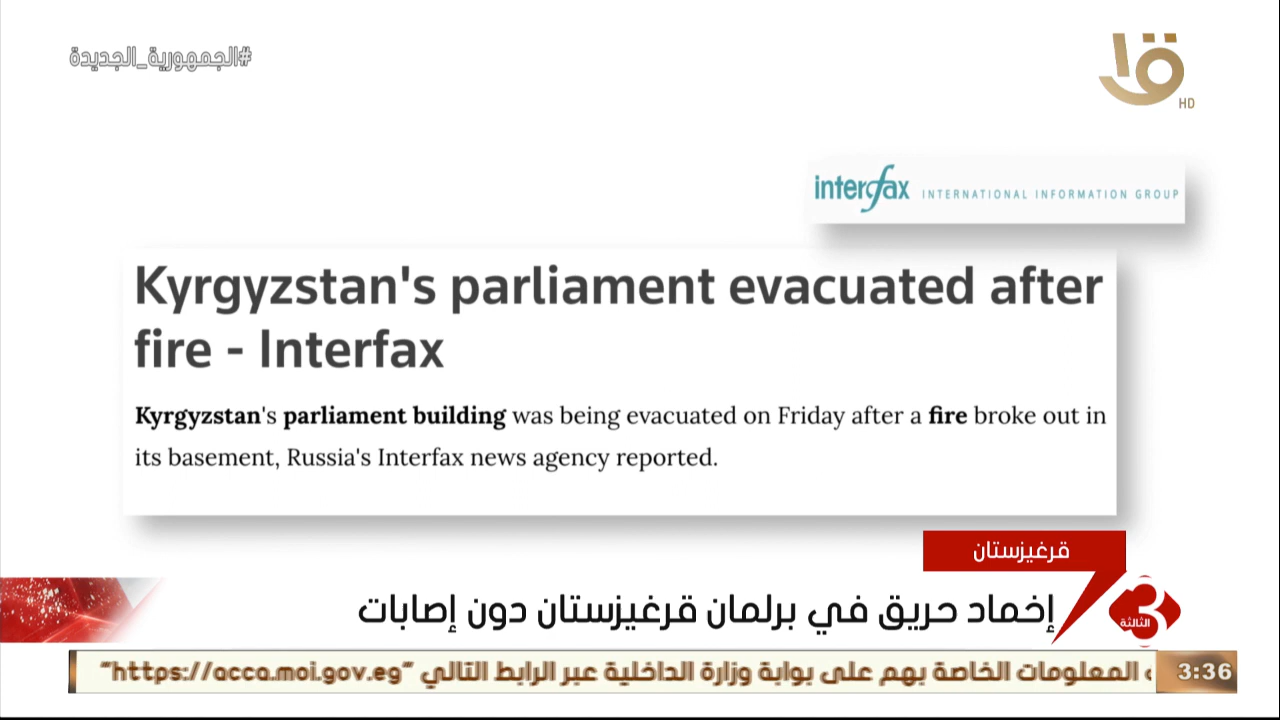 #الجمهورية_الجديدة
HD
interfax INTERNATIONAL INFORMATION GROUP
Kyrgyzstan's parliament evacuated after
fire - Interfax
Kyrgyzstan's parliament building was being evacuated on Friday after a fire broke out in
its basement, Russia's Interfax news agency reported.
قرغيزستان
إخماد حريق في برلمان قرغيزستان دون إصابات
3 الثالثة
المعلومات الخاصة بهم على بوابة وزارة الداخلية عبر الرابط التالي "https://acca.moi.gov.eg"
3:36